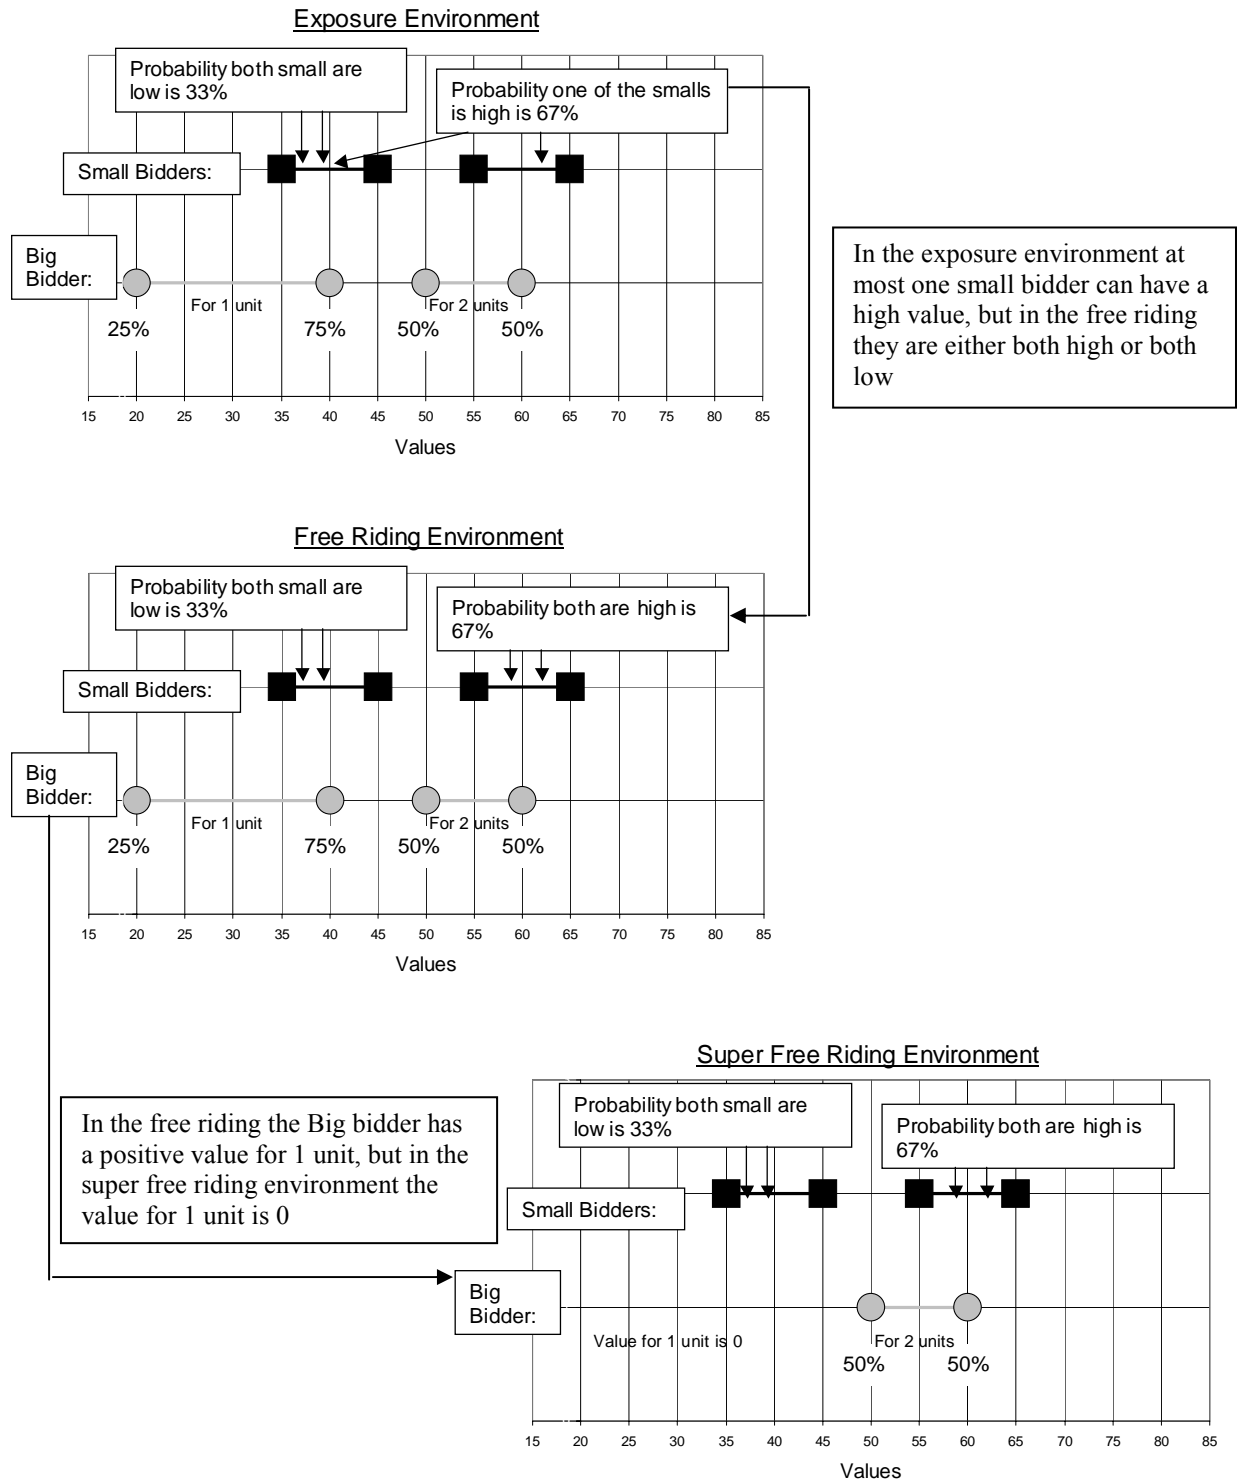 Exposure Environment
Probability both small are
low is 33%
Probability one of the smalls
is high is 67%
Small Bidders:
Big
Bidder:
For 1 unit
For 2 units
25%
75%
50%
50%
15 20 25 30 35 40 45 50 55 60 65 70 75 80 85
Values
In the exposure environment at
most one small bidder can have a
high value, but in the free riding
they are either both high or both
low
Free Riding Environment
Probability both small are
low is 33%
Probability both are high is
67%
Small Bidders:
Big
Bidder:
For 1 unit
For 2 units
25%
75%
50%
50%
15 20 25 30 35 40 45 50 55 60 65 70 75 80 85
Values
In the free riding the Big bidder has
a positive value for 1 unit, but in the
super free riding environment the
value for 1 unit is 0
Super Free Riding Environment
Probability both small are
low is 33%
Probability both are high is
67%
Small Bidders:
Big
Bidder:
Value for 1 unit is 0
For 2 units
50%
50%
15 20 25 30 35 40 45 50 55 60 65 70 75 80 85
Values